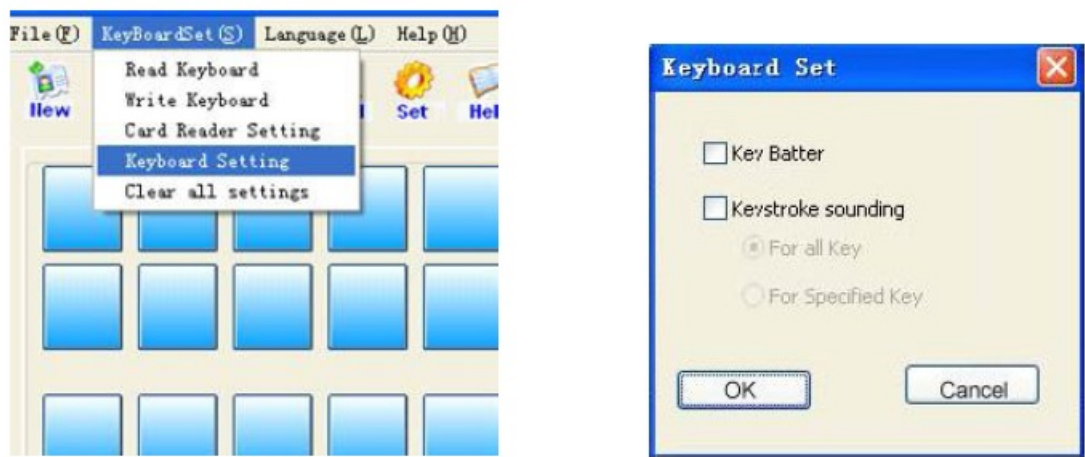 File(F) KeyBoardSet(S) Language(L) Help(H)
Read Keyboard
Write Keyboard
Card Reader Setting
Keyboard Setting
Clear all settings
New Set Hel
Keyboard Set
Key Batter
Keystroke sounding
For all Key
For Specified Key
OK Cancel